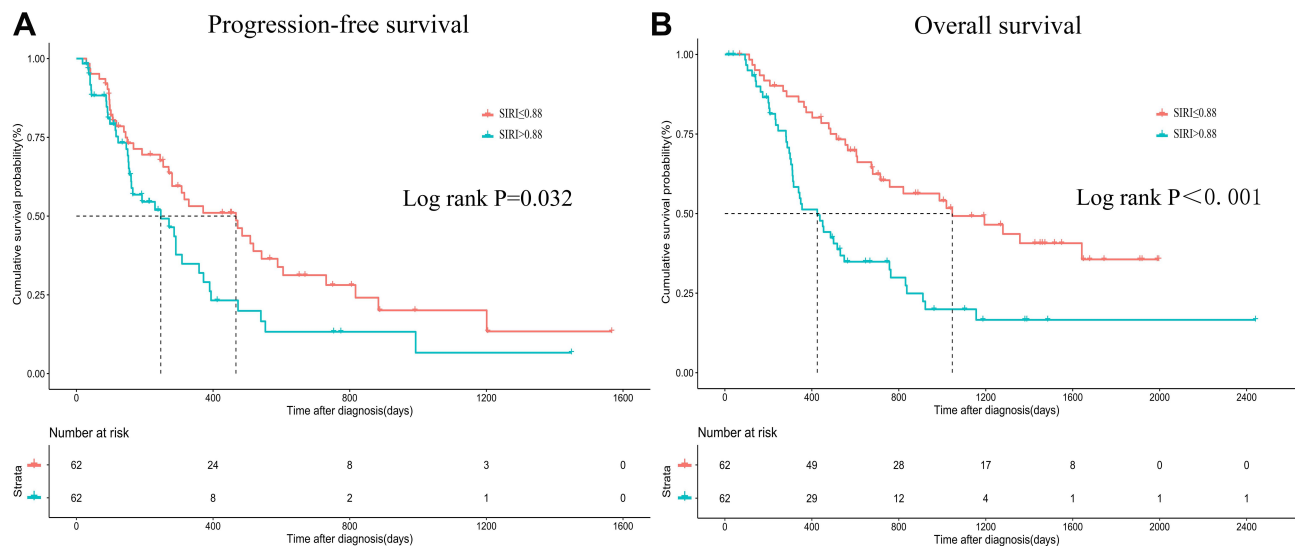 A
Progression-free survival
Cumulative survival probability(%)
1.00
0.75
0.50
0.25
0.00
SIRI≤0.88
SIRI>0.88
Log rank P=0.032
0 400 800 1200 1600
Time after diagnosis(days)
Number at risk
Strata
62 24 8 3 0
62 8 2 1 0
0 400 800 1200 1600
Time after diagnosis(days)
B
Overall survival
Cumulative survival probability(%)
1.00
0.75
0.50
0.25
0.00
SIRI≤0.88
SIRI>0.88
Log rank P＜0.001
0 400 800 1200 1600 2000 2400
Time after diagnosis(days)
Number at risk
Strata
62 49 28 17 8 0 0
62 29 12 4 1 1 1
0 400 800 1200 1600 2000 2400
Time after diagnosis(days)